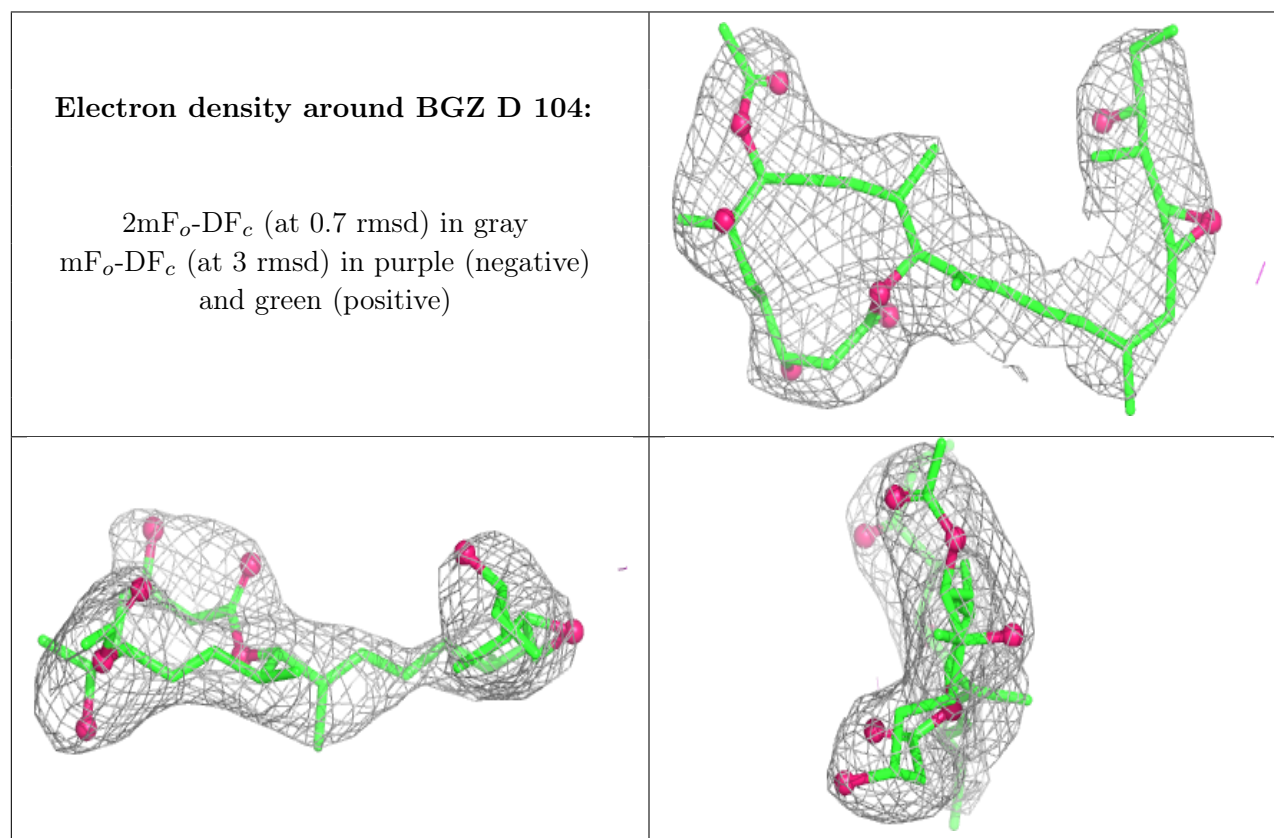 Electron density around BGZ D 104:
2mFo-DFc (at 0.7 rmsd) in gray
mFo-DFc (at 3 rmsd) in purple (negative)
and green (positive)